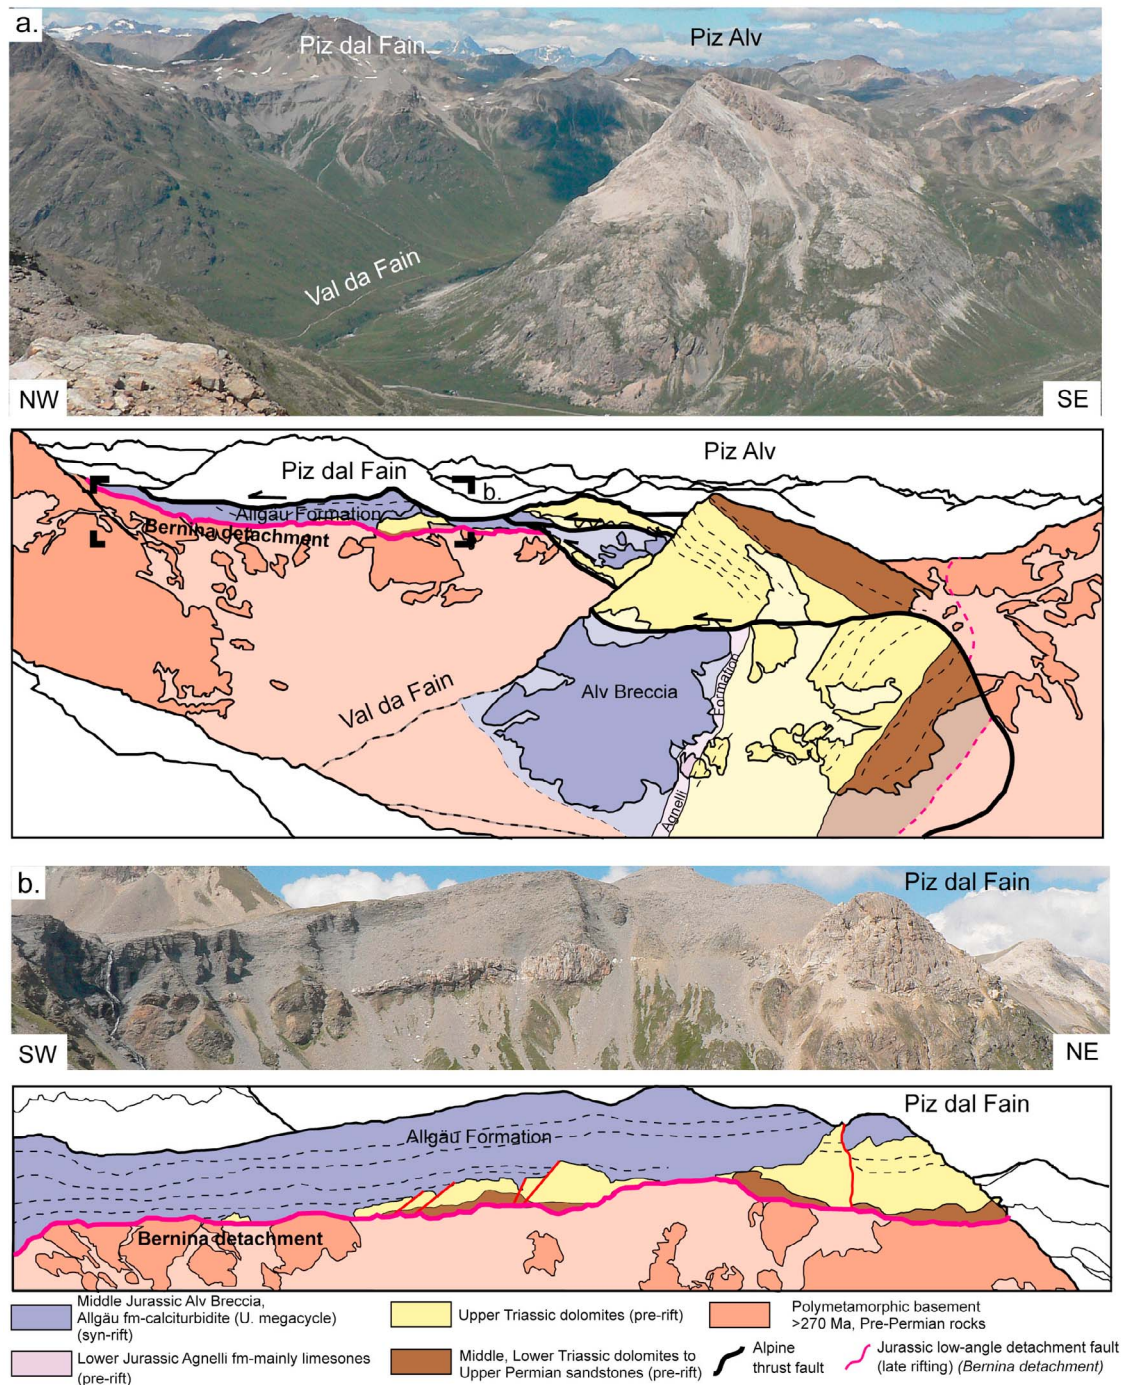 a.
Piz dal Fain
Piz Alv
Val da Fain
NW
SE
Piz Alv
Piz dal Fain
b.
Allgäu Formation
Bernina detachment
Val da Fain
Alv Breccia
Agnelli Formation
b.
Piz dal Fain
SW
NE
Piz dal Fain
Allgäu Formation
Bernina detachment
Middle Jurassic Alv Breccia,
Allgäu fm-calciturbidite (U. megacycle)
(syn-rift)
Lower Jurassic Agnelli fm-mainly limesones
(pre-rift)
Upper Triassic dolomites (pre-rift)
Middle, Lower Triassic dolomites to
Upper Permian sandstones (pre-rift)
Polymetamorphic basement
>270 Ma, Pre-Permian rocks
Alpine
thrust fault
Jurassic low-angle detachment fault
(late rifting) (Bernina detachment)